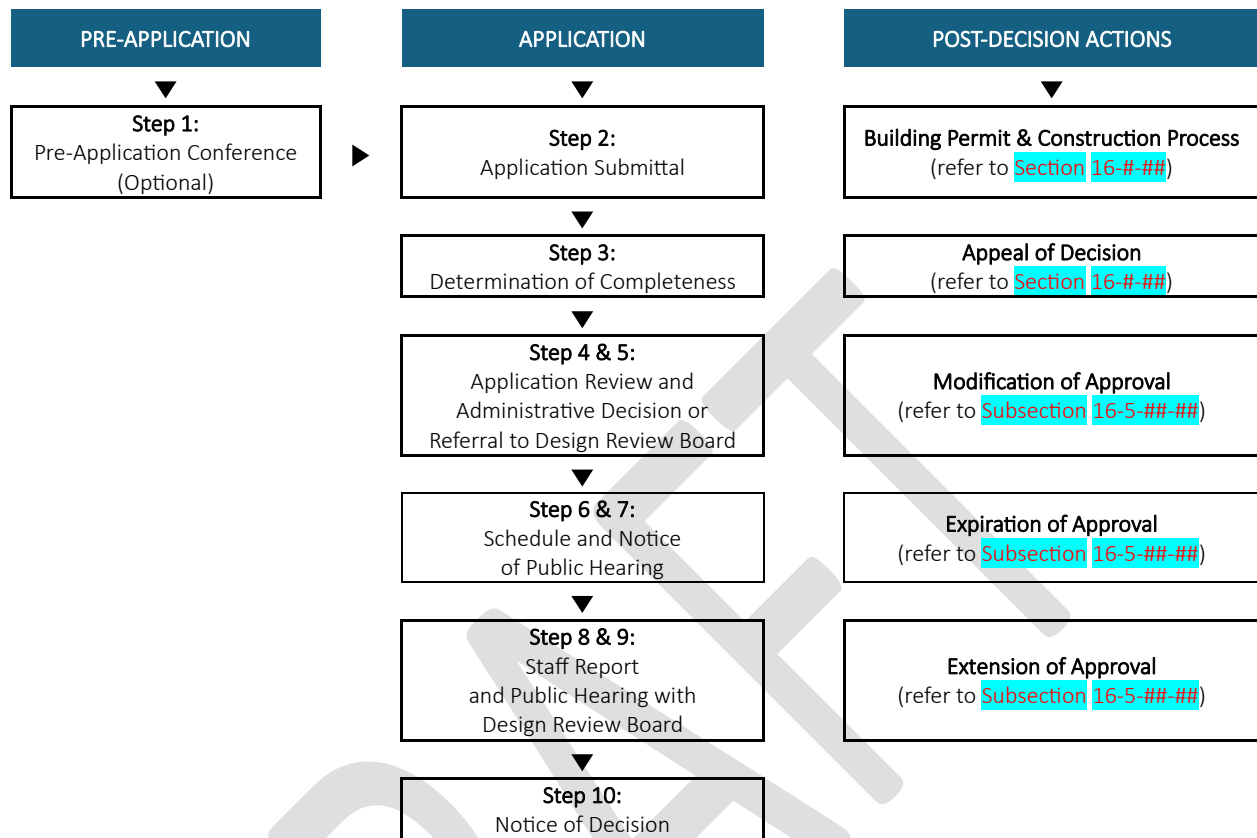 PRE-APPLICATION
Step 1:
Pre-Application Conference
(Optional)
APPLICATION
Step 2:
Application Submittal
Step 3:
Determination of Completeness
Step 4 & 5:
Application Review and
Administrative Decision or
Referral to Design Review Board
Step 6 & 7:
Schedule and Notice
of Public Hearing
Step 8 & 9:
Staff Report
and Public Hearing with
Design Review Board
Step 10:
Notice of Decision
POST-DECISION ACTIONS
Building Permit & Construction Process
(refer to Section 16-#-##)
Appeal of Decision
(refer to Section 16-#-##)
Modification of Approval
(refer to Subsection 16-5-##-##)
Expiration of Approval
(refer to Subsection 16-5-##-##)
Extension of Approval
(refer to Subsection 16-5-##-##)
DRAFT